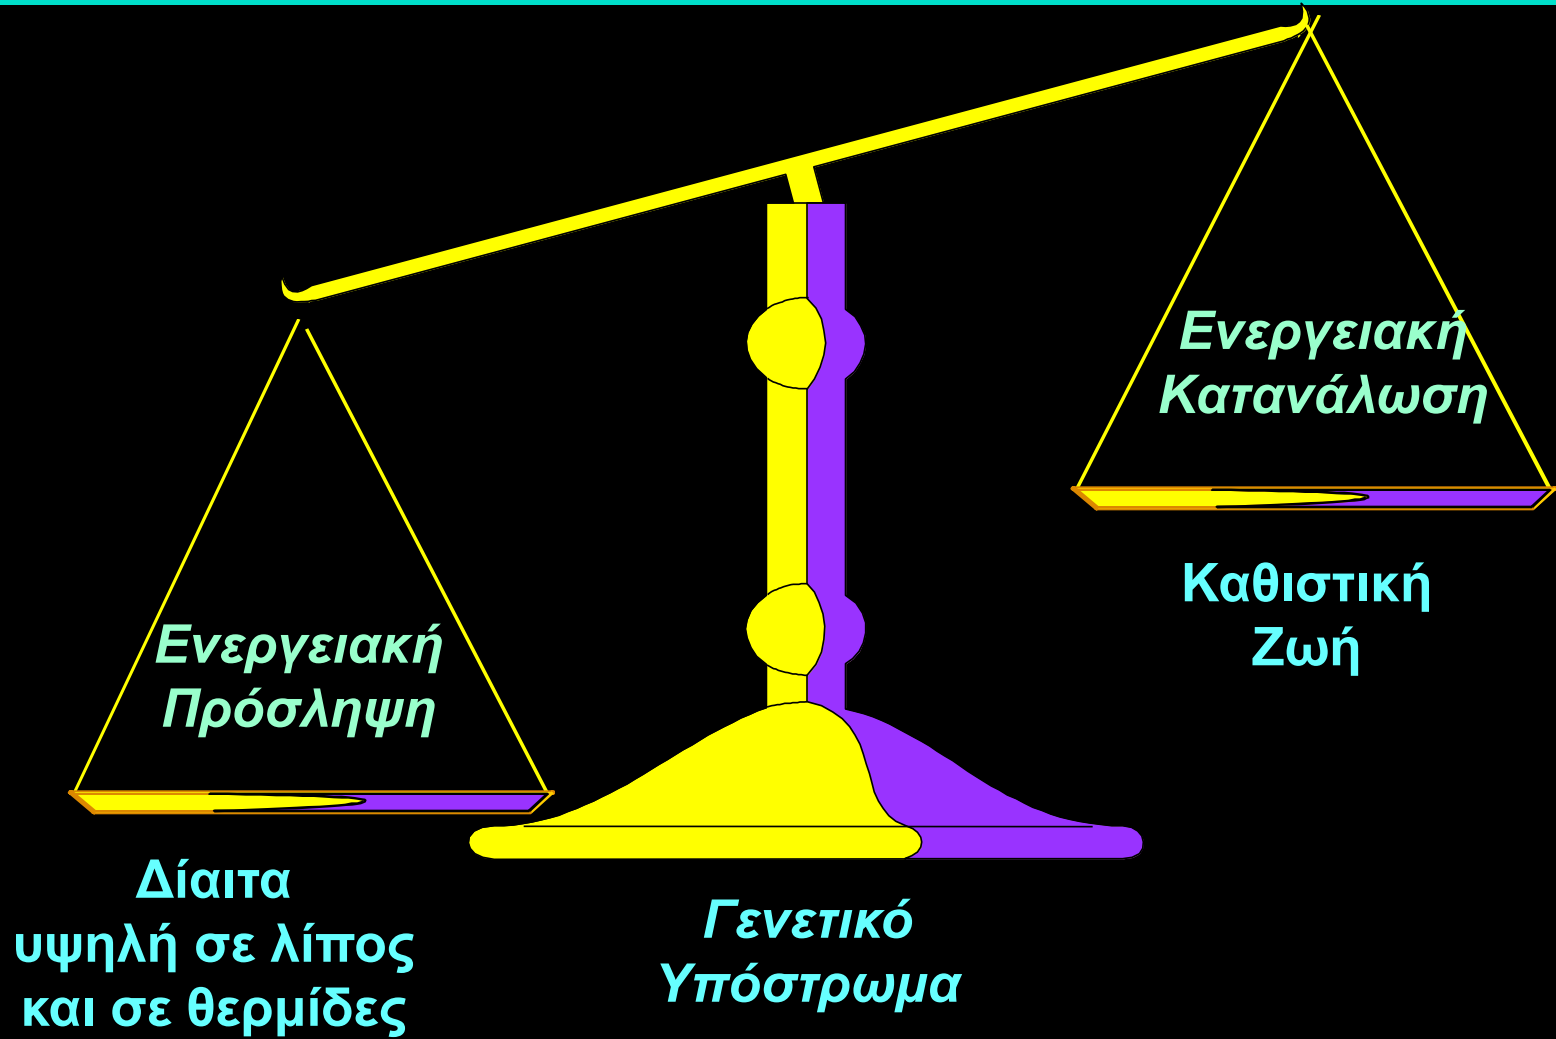 Ενεργειακή
Κατανάλωση
Καθιστική
Ζωή
Ενεργειακή
Πρόσληψη
Δίαιτα
υψηλή σε λίπος
και σε θερμίδες
Γενετικό
Υπόστρωμα